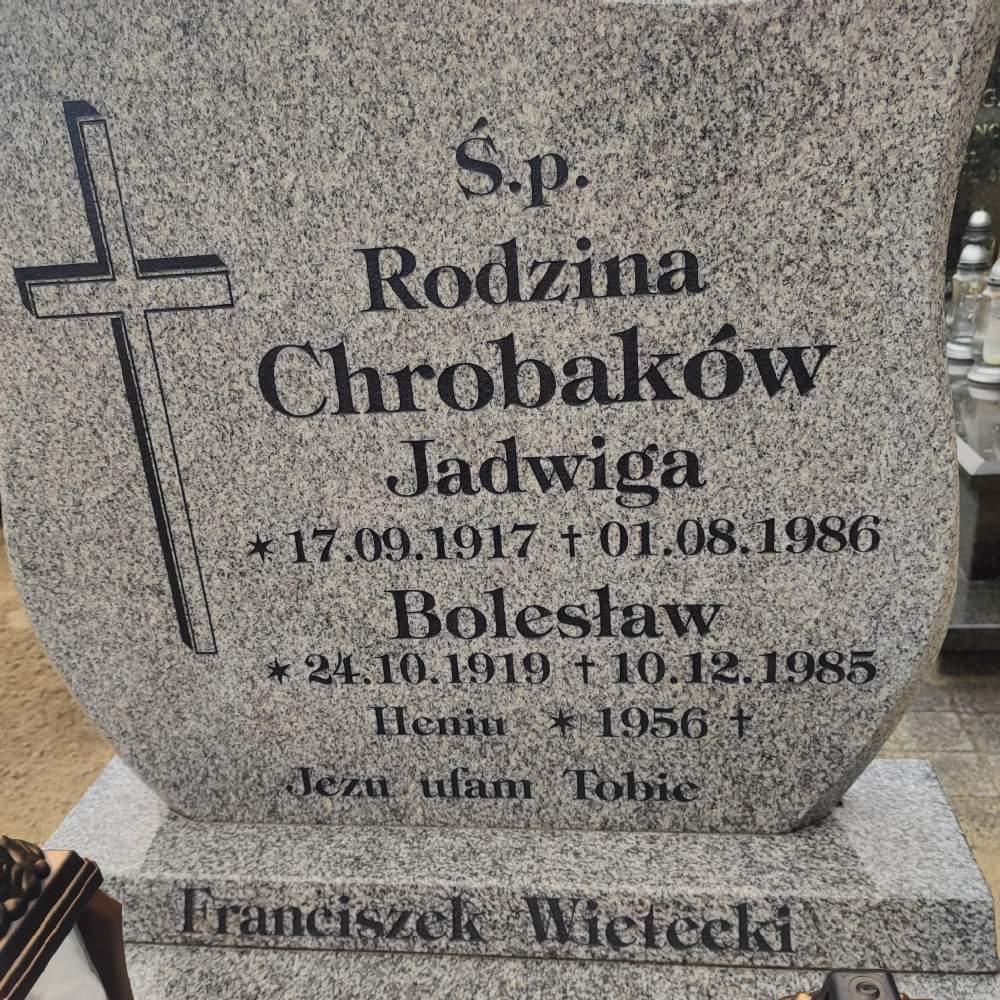 Ś.p.
Rodzina
Chrobaków
Jadwiga
* 17.09.1917 † 01.08.1986
Bolesław
* 24.10.1919 † 10.12.1985
Heniu * 1956 †
Jezu ufam Tobie
Franciszek Wietecki